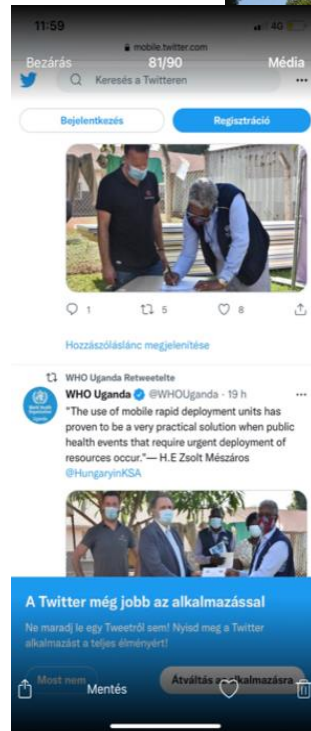 11:59
4G
mobile.twitter.com
Bezárás
81/90
Média
Keresés a Twitteren
Bejelentkezés
Regisztráció
1
5
8
Hozzászóláslánc megjelenítése
WHO Uganda Retweetelte
WHO Uganda @WHOUganda · 19 h
"The use of mobile rapid deployment units has
proven to be a very practical solution when public
health events that require urgent deployment of
resources occur."— H.E Zsolt Mészáros
@HungaryinKSA
A Twitter még jobb az alkalmazással
Ne maradj le egy Tweetről sem! Nyisd meg a Twitter
alkalmazást a teljes élményért!
Most nem
Átváltás az alkalmazásra
Mentés